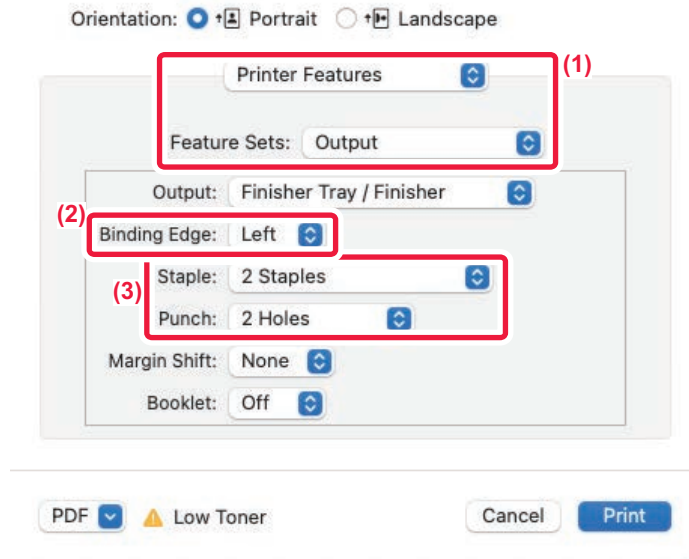 Orientation: Portrait Landscape
(1)
Printer Features
Feature Sets: Output
Output: Finisher Tray / Finisher
(2)
Binding Edge: Left
(3)
Staple: 2 Staples
Punch: 2 Holes
Margin Shift: None
Booklet: Off
PDF Low Toner Cancel Print